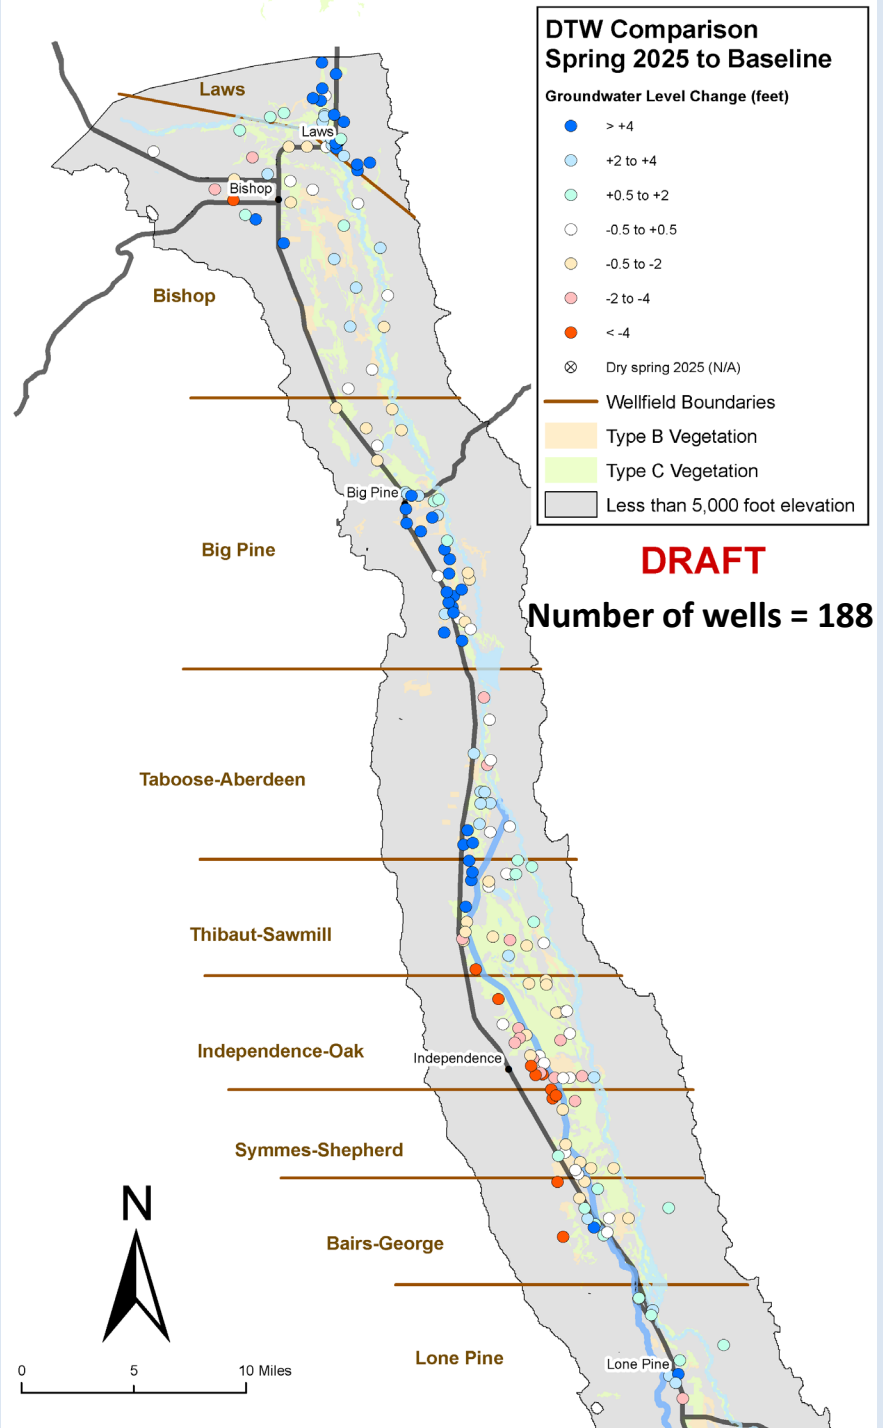 DTW Comparison
Spring 2025 to Baseline
Groundwater Level Change (feet)
> +4
+2 to +4
+0.5 to +2
-0.5 to +0.5
-0.5 to -2
-2 to -4
< -4
Dry spring 2025 (N/A)
Wellfield Boundaries
Type B Vegetation
Type C Vegetation
Less than 5,000 foot elevation
DRAFT
Number of wells = 188
Laws
Laws
Bishop
Bishop
Big Pine
Big Pine
Taboose-Aberdeen
Thibaut-Sawmill
Independence-Oak
Independence
Symmes-Shepherd
N
Bairs-George
Lone Pine
Lone Pine
0 5 10 Miles